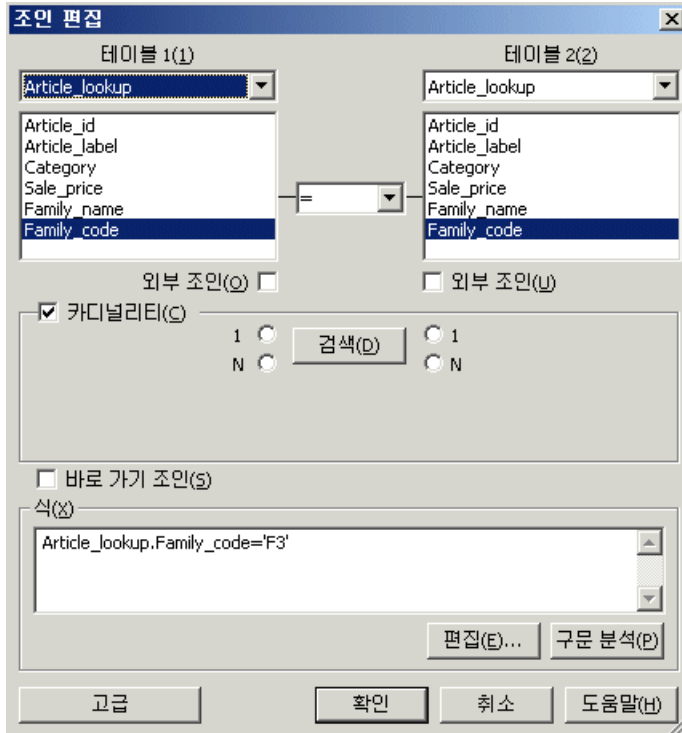 조인 편집
테이블 1(1) 테이블 2(2)
Article_lookup Article_lookup
Article_id Article_id
Article_label Article_label
Category Category
Sale_price Sale_price
Family_name = Family_name
Family_code Family_code
외부 조인(O) 외부 조인(U)
카디널리티(C)
1 검색(D) 1
N N
바로 가기 조인(S)
식(X)
Article_lookup.Family_code='F3'
편집(E)... 구문 분석(P)
고급 확인 취소 도움말(H)